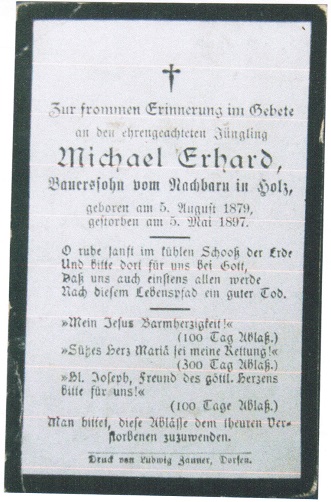 Zur frommen Erinnerung im Gebete
an den ehrengeachteten Jüngling
Michael Erhard,
Bauerssohn vom Nachbarn in Holz,
geboren am 5. August 1879,
gestorben am 5. Mai 1897.
O ruhe sanft im kühlen Schooß der Erde
Und bitte dort für uns bei Gott,
Daß uns auch einstens allen werde
Nach diesem Lebenspfad ein guter Tod.
»Mein Jesus Barmherzigkeit!«
(100 Tag Ablaß.)
»Süßes Herz Mariä sei meine Rettung!«
(300 Tag Ablaß.)
»Hl. Joseph, Freund des göttl. Herzens
bitte für uns!«
(100 Tage Ablaß.)
Man bittet, diese Ablässe dem theuren Ver-
storbenen zuzuwenden.
Druck von Ludwig Zauner, Dorfen.